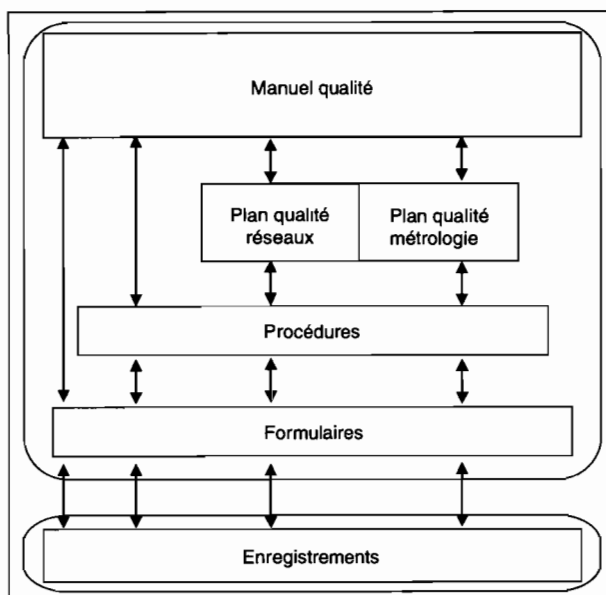 Manuel qualité
Plan qualité
réseaux
Plan qualité
métrologie
Procédures
Formulaires
Enregistrements